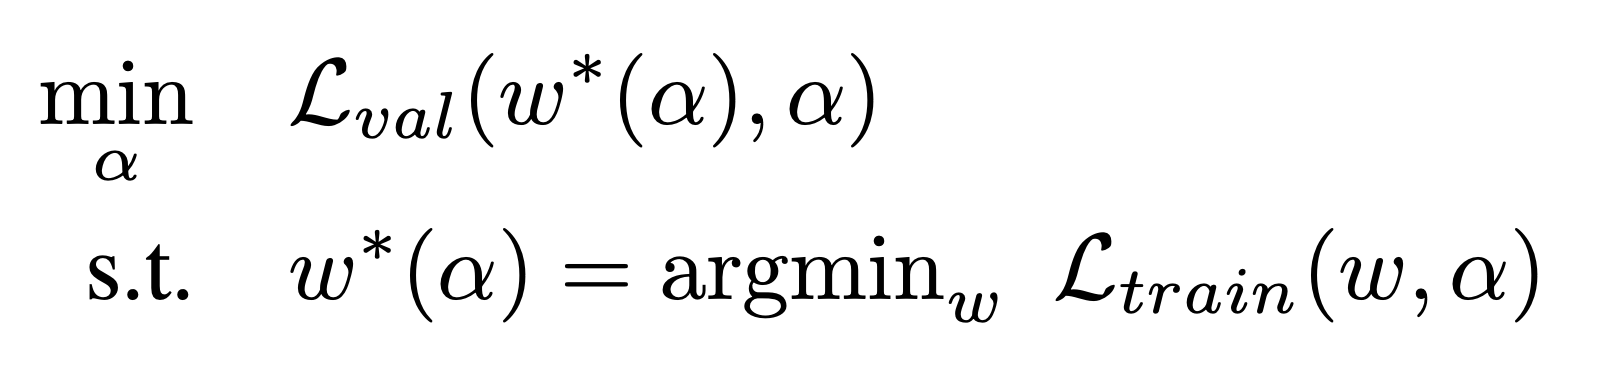 min_α ℒ_val(w*(α), α)
s.t. w*(α) = argmin_w ℒ_train(w, α)